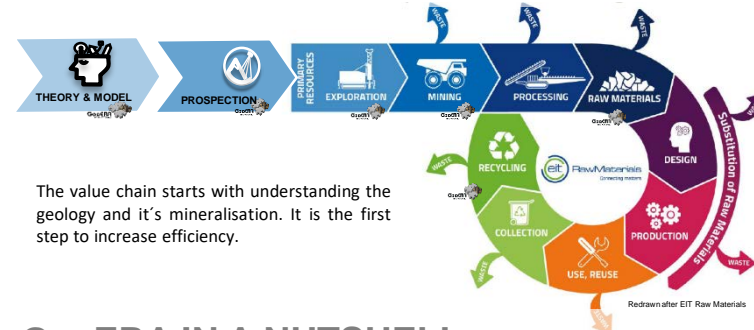 WASTE
WASTE
WASTE
THEORY & MODEL
PROSPECTION
PRIMARY
RESOURCES
EXPLORATION
MINING
PROCESSING
RAW MATERIALS
DESIGN
Substitution of Raw Materials
RECYCLING
WASTE
eit RawMaterials
Connecting matters
COLLECTION
PRODUCTION
USE, REUSE
WASTE
WASTE
The value chain starts with understanding the
geology and it´s mineralisation. It is the first
step to increase efficiency.
Redrawn after EIT Raw Materials